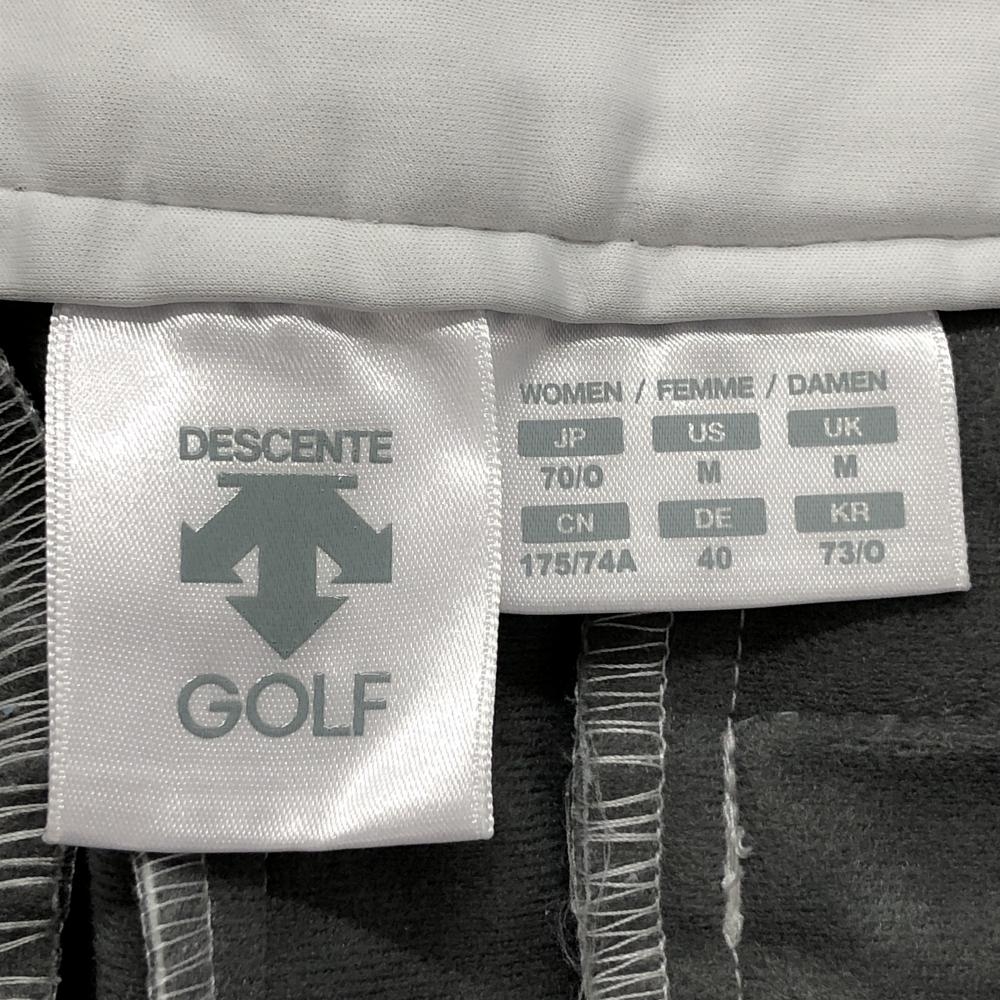 DESCENTE
GOLF
WOMEN / FEMME / DAMEN
JP US UK
70/O M M
CN DE KR
175/74A 40 73/O